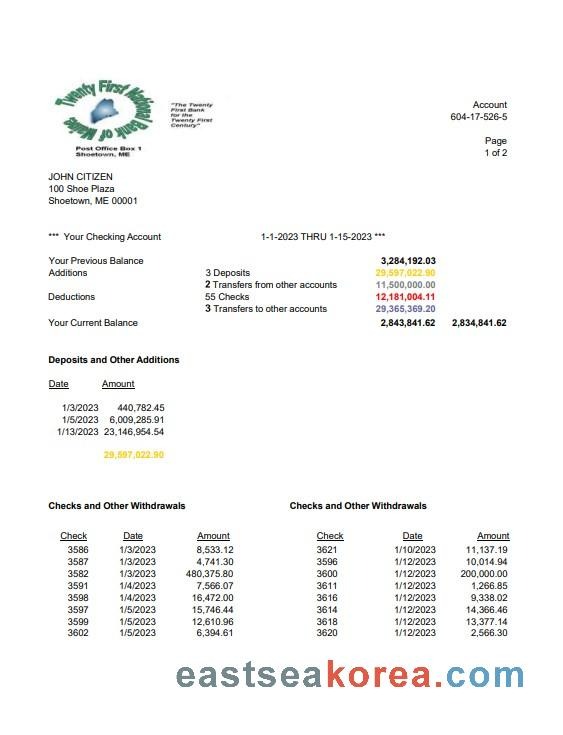 Twenty First National Bank of Maine
"The Twenty
First Bank
for the
Twenty First
Century"
Post Office Box 1
Shoetown, ME
Account
604-17-526-5
Page
1 of 2
JOHN CITIZEN
100 Shoe Plaza
Shoetown, ME 00001
*** Your Checking Account 1-1-2023 THRU 1-15-2023 ***
Your Previous Balance 3,284,192.03
Additions 3 Deposits 29,597,022.90
2 Transfers from other accounts 11,500,000.00
Deductions 55 Checks 12,181,004.11
3 Transfers to other accounts 29,365,369.20
Your Current Balance 2,843,841.62 2,834,841.62
Deposits and Other Additions
Date Amount
1/3/2023 440,782.45
1/5/2023 6,009,285.91
1/13/2023 23,146,954.54
29,597,022.90
Checks and Other Withdrawals Checks and Other Withdrawals
Check Date Amount Check Date Amount
3586 1/3/2023 8,533.12 3621 1/10/2023 11,137.19
3587 1/3/2023 4,741.30 3596 1/12/2023 10,014.94
3582 1/3/2023 480,375.80 3600 1/12/2023 200,000.00
3591 1/4/2023 7,566.07 3611 1/12/2023 1,266.85
3598 1/4/2023 16,472.00 3616 1/12/2023 9,338.02
3597 1/5/2023 15,746.44 3614 1/12/2023 14,366.46
3599 1/5/2023 12,610.96 3618 1/12/2023 13,377.14
3602 1/5/2023 6,394.61 3620 1/12/2023 2,566.30
eastseakorea.com